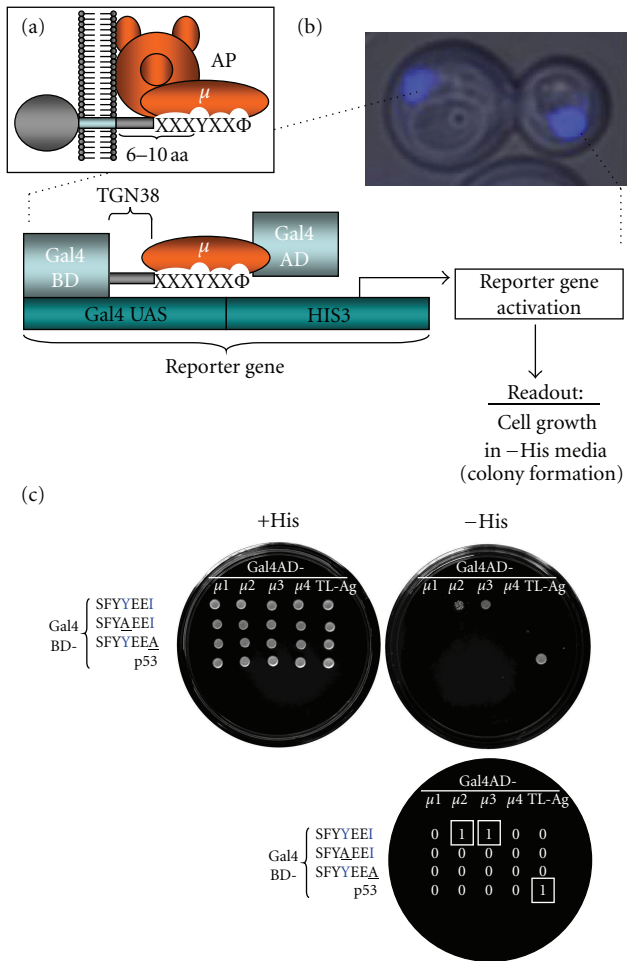 (a)
AP
μ
XXXYXXΦ
6–10 aa
(b)
TGN38
Gal4
BD
μ
XXXYXXΦ
Gal4
AD
Gal4 UAS
HIS3
Reporter gene
Reporter gene
activation
Readout:
Cell growth
in −His media
(colony formation)
(c)
+His
Gal4AD-
μ1 μ2 μ3 μ4 TL-Ag
−His
Gal4AD-
μ1 μ2 μ3 μ4 TL-Ag
Gal4
BD-
SFYYEEI
SFYAEEI
SFYYEEA
p53
Gal4AD-
μ1 μ2 μ3 μ4 TL-Ag
Gal4
BD-
SFYYEEI 0 1 1 0 0
SFYAEEI 0 0 0 0 0
SFYYEEA 0 0 0 0 0
p53 0 0 0 0 1